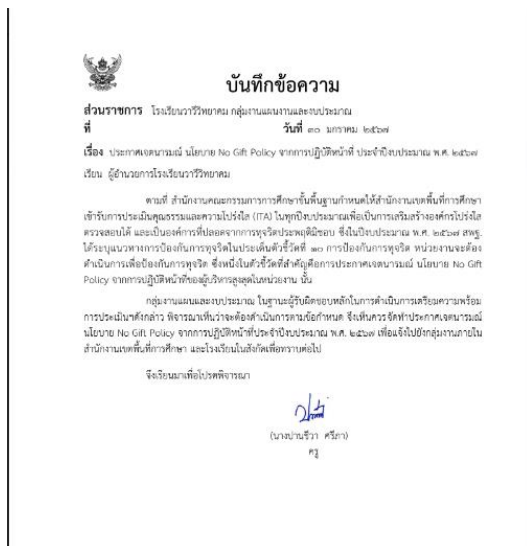 บันทึกข้อความ
ส่วนราชการ โรงเรียนวารีวิทยาคม กลุ่มงานแผนงานและงบประมาณ
ที่ วันที่ ๓๐ มกราคม ๒๕๖๗
เรื่อง ประกาศเจตนารมณ์ นโยบาย No Gift Policy จากการปฏิบัติหน้าที่ ประจำปีงบประมาณ พ.ศ. ๒๕๖๗
เรียน ผู้อำนวยการโรงเรียนวารีวิทยาคม
ตามที่ สำนักงานคณะกรรมการการศึกษาขั้นพื้นฐานกำหนดให้สำนักงานเขตพื้นที่การศึกษา
เข้ารับการประเมินคุณธรรมและความโปร่งใส (ITA) ในทุกปีงบประมาณเพื่อเป็นการเสริมสร้างองค์กรโปร่งใส
ตรวจสอบได้ และเป็นองค์การที่ปลอดจากการทุจริตประพฤติมิชอบ ซึ่งในปีงบประมาณ พ.ศ. ๒๕๖๗ สพฐ.
ได้ระบุแนวทางการป้องกันการทุจริตในประเด็นตัวชี้วัดที่ ๑๐ การป้องกันการทุจริต หน่วยงานจะต้อง
ดำเนินการเพื่อป้องกันการทุจริต ซึ่งหนึ่งในตัวชี้วัดที่สำคัญคือการประกาศเจตนารมณ์ นโยบาย No Gift
Policy จากการปฏิบัติหน้าที่ของผู้บริหารสูงสุดในหน่วยงาน นั้น
กลุ่มงานแผนและงบประมาณ ในฐานะผู้รับผิดชอบหลักในการดำเนินการเตรียมความพร้อม
การประเมินฯดังกล่าว พิจารณาเห็นว่าจะต้องดำเนินการตามข้อกำหนด จึงเห็นควรจัดทำประกาศเจตนารมณ์
นโยบาย No Gift Policy จากการปฏิบัติหน้าที่ประจำปีงบประมาณ พ.ศ. ๒๕๖๗ เพื่อแจ้งไปยังกลุ่มงานภายใน
สำนักงานเขตพื้นที่การศึกษา และโรงเรียนในสังกัดเพื่อทราบต่อไป
จึงเรียนมาเพื่อโปรดพิจารณา
(นางปานชีวา ศรีภา)
ครู